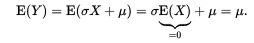 E(Y) = E(σX + μ) = σE(X) + μ = μ.
=0